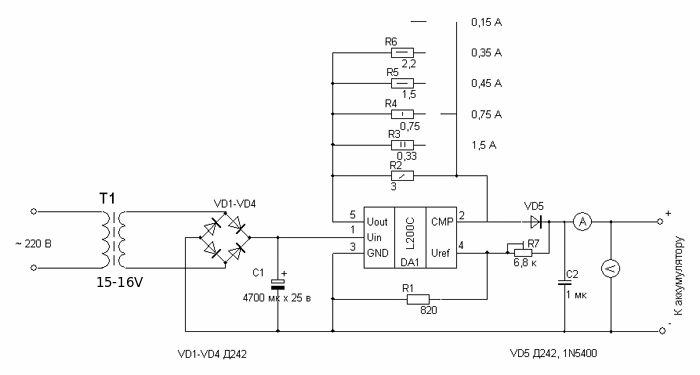 0,15 А
R6
0,35 А
2,2
R5
0,45 А
1,5
R4
0,75 А
0,75
R3
1,5 А
0,33
R2
3
T1
VD1-VD4
5
Uout
L200C
CMP
2
VD5
A
+
1
Uin
~ 220 В
3
GND
Uref
4
R7
DA1
6,8 к
V
К аккумулятору
15-16V
C1
+
4700 мк х 25 в
R1
820
C2
1 мк
-
VD1-VD4 Д242
VD5 Д242, 1N5400